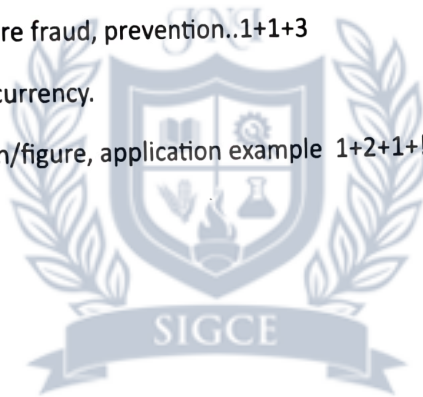 re fraud, prevention..1+1+3
currency.
n/figure, application example 1+2+1+
SIGCE